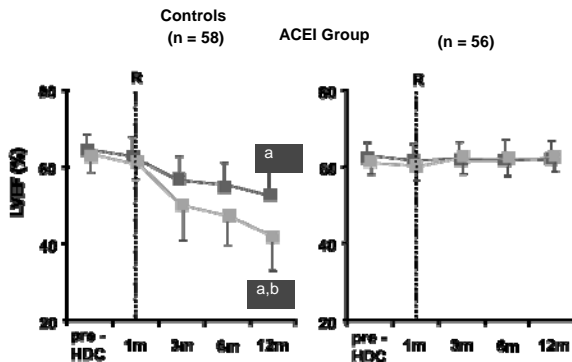 Controls
(n = 58)
ACEI Group
(n = 56)
R
R
80
80
a
60
60
LVEF (%)
40
40
a,b
20
20
pre - HDC 1m 3m 6m 12m
pre - HDC 1m 3m 6m 12m